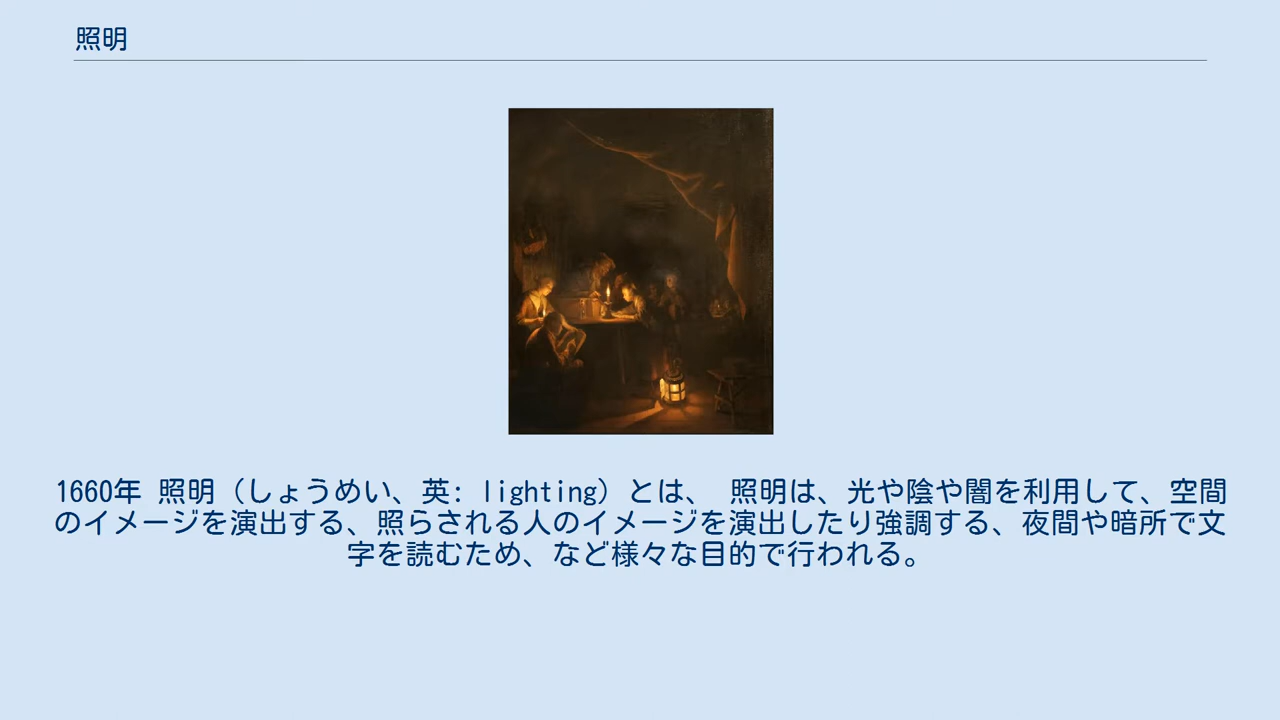 照明
1660年 照明（しょうめい、英: lighting）とは、 照明は、光や陰や闇を利用して、空間
のイメージを演出する、照らされる人のイメージを演出したり強調する、夜間や暗所で文
字を読むため、など様々な目的で行われる。